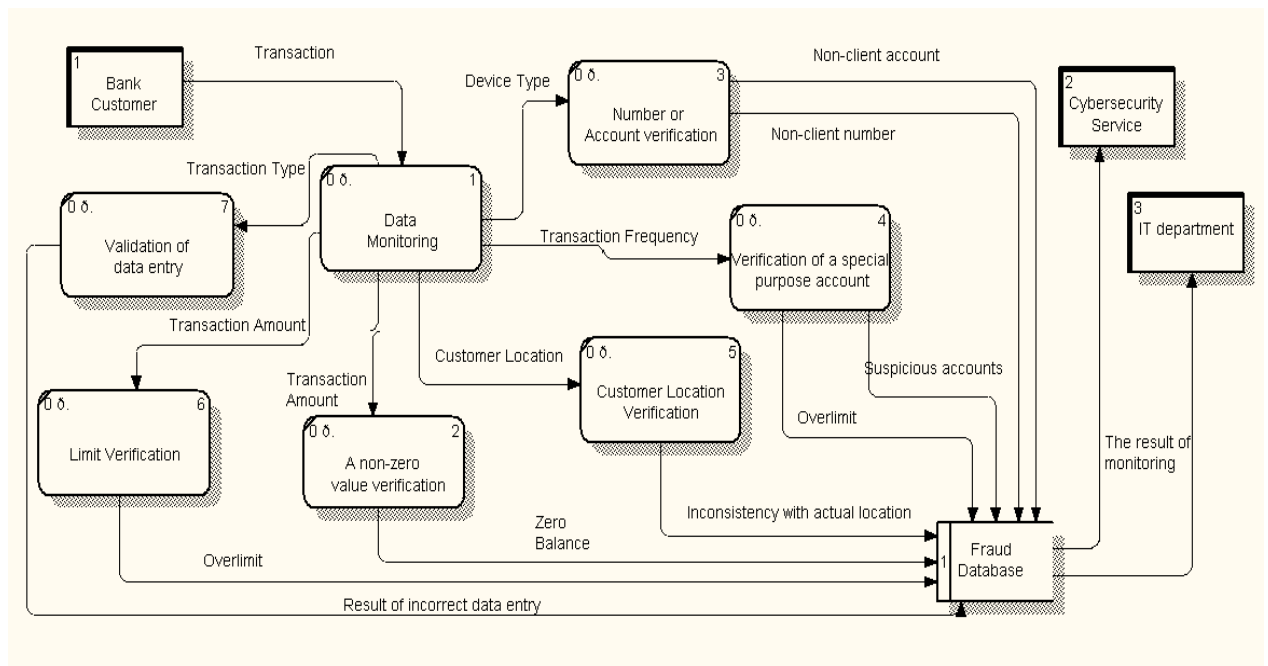 Transaction
1
Bank
Customer
Device Type
0 ð.
3
Number or
Account verification
Non-client account
Non-client number
2
Cybersecurity
Service
3
IT department
Transaction Type
0 ð.
1
Data
Monitoring
0 ð.
7
Validation of
data entry
Transaction Frequency
0 ð.
4
Verification of a special
purpose account
Transaction Amount
Customer Location
0 ð.
5
Customer Location
Verification
Suspicious accounts
Transaction
Amount
0 ð.
6
Limit Verification
0 ð.
2
A non-zero
value verification
Overlimit
The result of
monitoring
Inconsistency with actual location
Zero
Balance
1
Fraud
Database
Overlimit
Result of incorrect data entry